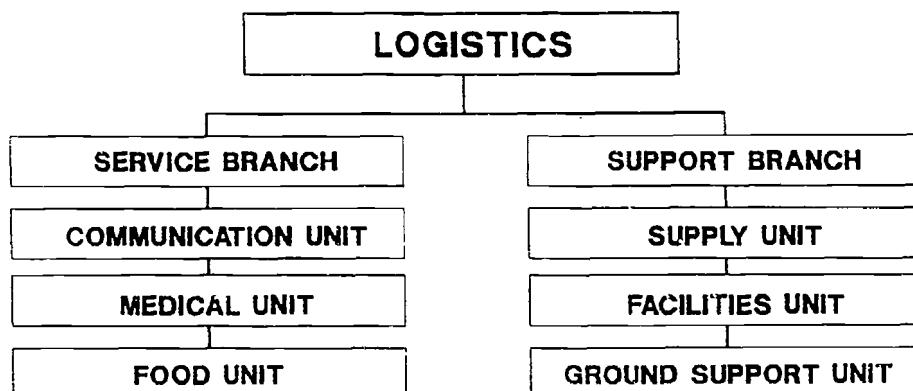 LOGISTICS
SERVICE BRANCH
COMMUNICATION UNIT
MEDICAL UNIT
FOOD UNIT
SUPPORT BRANCH
SUPPLY UNIT
FACILITIES UNIT
GROUND SUPPORT UNIT